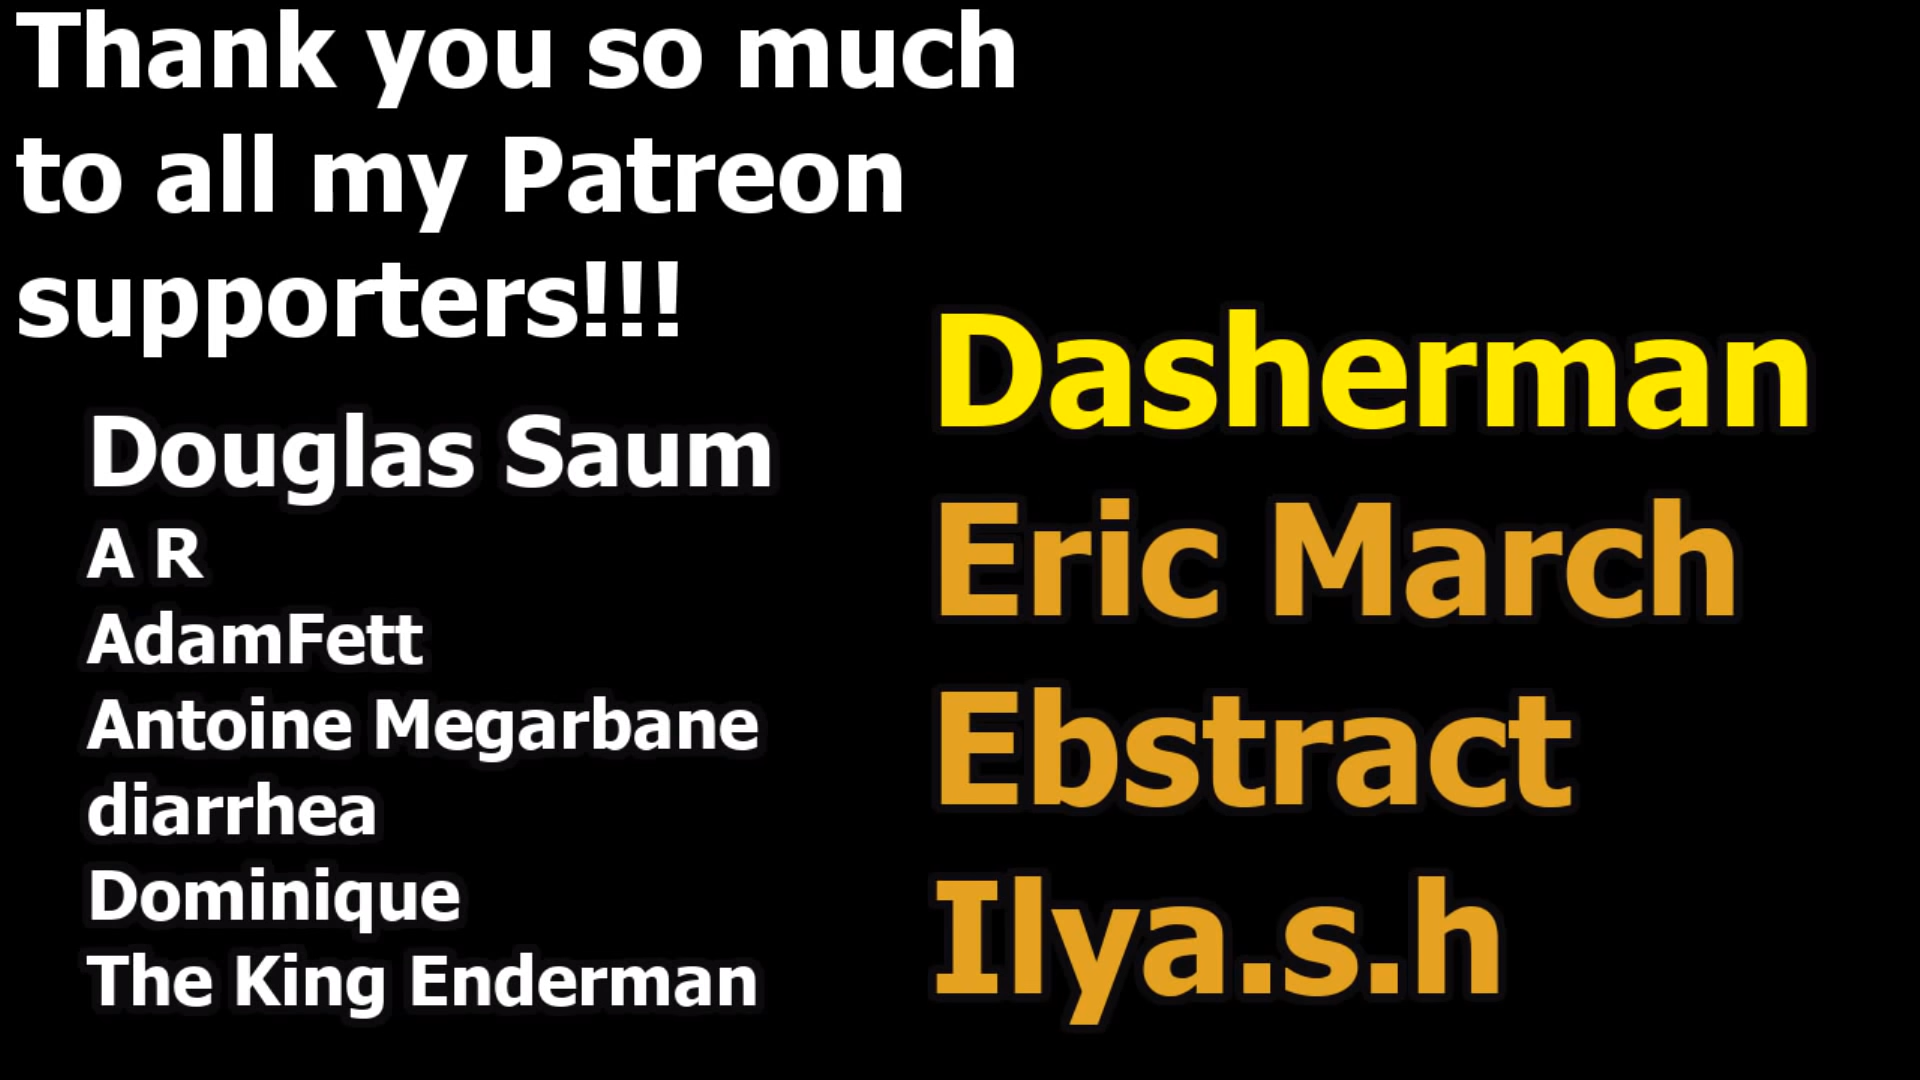 Thank you so much
to all my Patreon
supporters!!!
Douglas Saum
A R
AdamFett
Antoine Megarbane
diarrhea
Dominique
The King Enderman
Dasherman
Eric March
Ebstract
Ilya.s.h